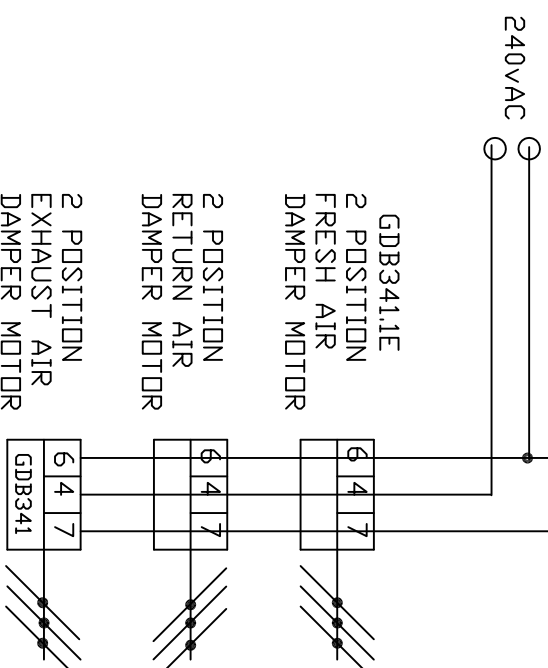 240vAC
GDB341.1E
2 POSITION
FRESH AIR
DAMPER MOTOR
6 4 7
2 POSITION
RETURN AIR
DAMPER MOTOR
6 4 7
2 POSITION
EXHAUST AIR
DAMPER MOTOR
6 4 7
GDB341